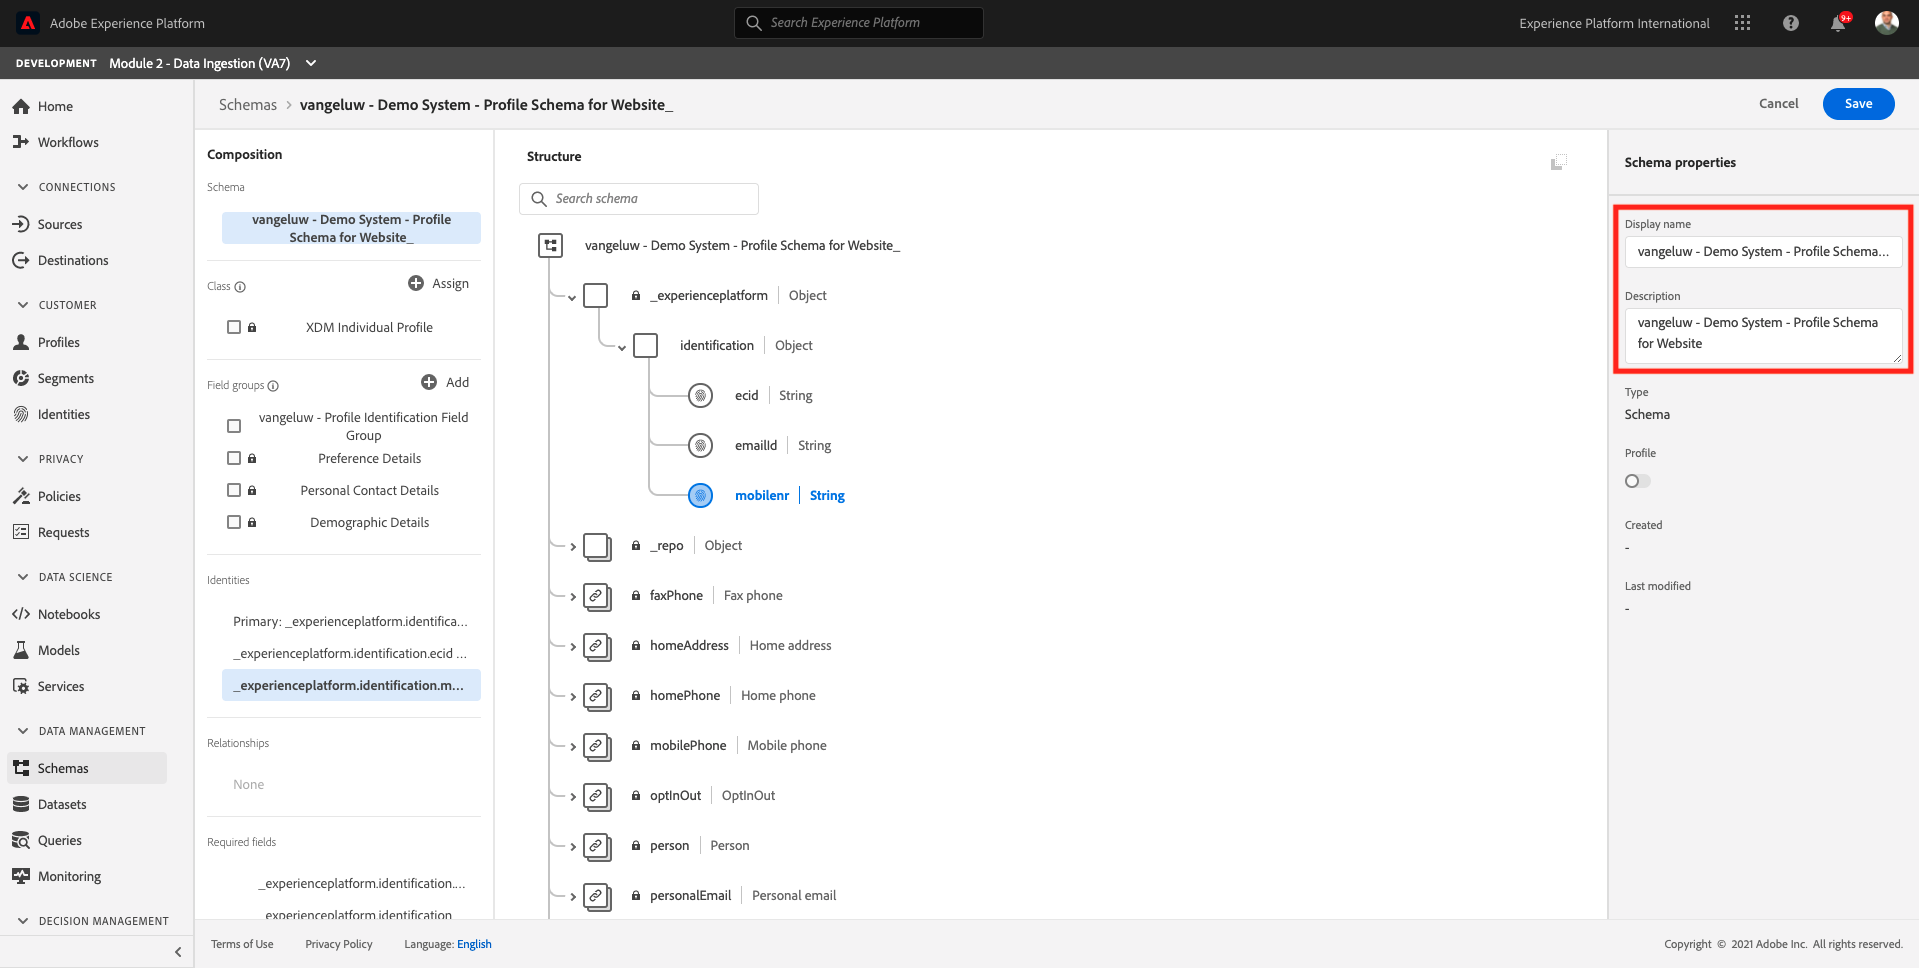 Adobe Experience Platform
Search Experience Platform
Experience Platform International
9+
DEVELOPMENT Module 2 - Data Ingestion (VA7)
Home
Workflows
CONNECTIONS
Sources
Destinations
CUSTOMER
Profiles
Segments
Identities
PRIVACY
Policies
Requests
DATA SCIENCE
Notebooks
Models
Services
DATA MANAGEMENT
Schemas
Datasets
Queries
Monitoring
DECISION MANAGEMENT
Schemas > vangeluw - Demo System - Profile Schema for Website_
Cancel
Save
Composition
Schema
vangeluw - Demo System - Profile
Schema for Website_
Class
Assign
XDM Individual Profile
Field groups
Add
vangeluw - Profile Identification Field
Group
Preference Details
Personal Contact Details
Demographic Details
Identities
Primary: _experienceplatform.identifica...
_experienceplatform.identification.ecid ...
_experienceplatform.identification.m...
Relationships
None
Required fields
_experienceplatform.identification....
experienceplatform.identification
Structure
Search schema
vangeluw - Demo System - Profile Schema for Website_
_experienceplatform | Object
identification | Object
ecid | String
emailId | String
mobilenr | String
_repo | Object
faxPhone | Fax phone
homeAddress | Home address
homePhone | Home phone
mobilePhone | Mobile phone
optInOut | OptInOut
person | Person
personalEmail | Personal email
Schema properties
Display name
vangeluw - Demo System - Profile Schema...
Description
vangeluw - Demo System - Profile Schema
for Website
Type
Schema
Profile
Created
-
Last modified
-
Terms of Use
Privacy Policy
Language: English
Copyright © 2021 Adobe Inc. All rights reserved.